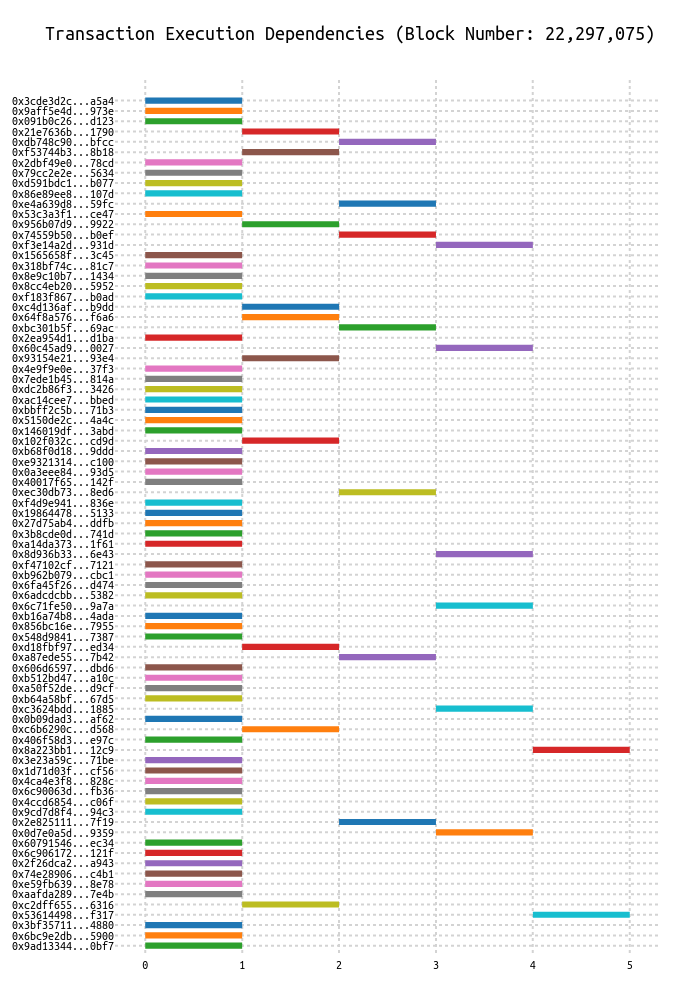 Transaction Execution Dependencies (Block Number: 22,297,075)
0x3cde3d2c...a5a4
0x9aff5e4d...973e
0x091b0c26...d123
0x21e7636b...1790
0xdb748c90...bfcc
0xf53744b3...8b18
0x2dbf49e0...78cd
0x79cc2e2e...5634
0xd591bdc1...b077
0x86e89ee8...107d
0xe4a639d8...59fc
0x53c3a3f1...ce47
0x956b07d9...9922
0x74559b50...b0ef
0xf3e14a2d...931d
0x1565658f...3c45
0x318bf74c...81c7
0x8e9c10b7...1434
0x8cc4eb20...5952
0xf183f867...b0ad
0xc4d136af...b9dd
0x64f8a576...f6a6
0xbc301b5f...69ac
0x2ea954d1...d1ba
0x60c45ad9...0027
0x93154e21...93e4
0x4e9f9e0e...37f3
0x7ede1b45...814a
0xdc2b86f3...3426
0xac14cee7...bbed
0xbbff2c5b...71b3
0x5150de2c...4a4c
0x146019df...3abd
0x102f032c...cd9d
0xb68f0d18...9ddd
0xe9321314...c100
0x0a3eee84...93d5
0x40017f65...142f
0xec30db73...8ed6
0xf4d9e941...836e
0x19864478...5133
0x27d75ab4...ddfb
0x3b8cde0d...741d
0xa14da373...1f61
0x8d936b33...6e43
0xf47102cf...7121
0xb962b079...cbc1
0x6fa45f26...d474
0x6adcdcbb...5382
0x6c71fe50...9a7a
0xb16a74b8...4ada
0x856bc16e...7955
0x548d9841...7387
0xd18fbf97...ed34
0xa87ede55...7b42
0x606d6597...dbd6
0xb512bd47...a10c
0xa50f52de...d9cf
0xb64a58bf...67d5
0xc3624bdd...1885
0x0b09dad3...af62
0xc6b6290c...d568
0x406f58d3...e97c
0x8a223bb1...12c9
0x3e23a59c...71be
0x1d71d03f...cf56
0x4ca4e3f8...828c
0x6c90063d...fb36
0x4ccd6854...c06f
0x9cd7d8f4...94c3
0x2e825111...7f19
0x0d7e0a5d...9359
0x60791546...ec34
0x6c906172...121f
0x2f26dca2...a943
0x74e28906...c4b1
0xe59fb639...8e78
0xaafda289...7e4b
0xc2dff655...6316
0x53614498...f317
0x3bf35711...4880
0x6bc9e2db...5900
0x9ad13344...0bf7
0 1 2 3 4 5